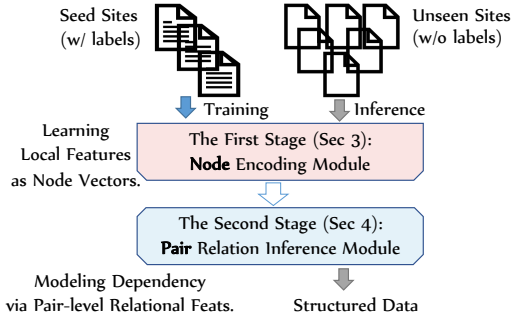 Seed Sites
(w/ labels)
Unseen Sites
(w/o labels)
Training
Inference
Learning
Local Features
as Node Vectors.
The First Stage (Sec 3):
Node Encoding Module
The Second Stage (Sec 4):
Pair Relation Inference Module
Modeling Dependency
via Pair-level Relational Feats.
Structured Data